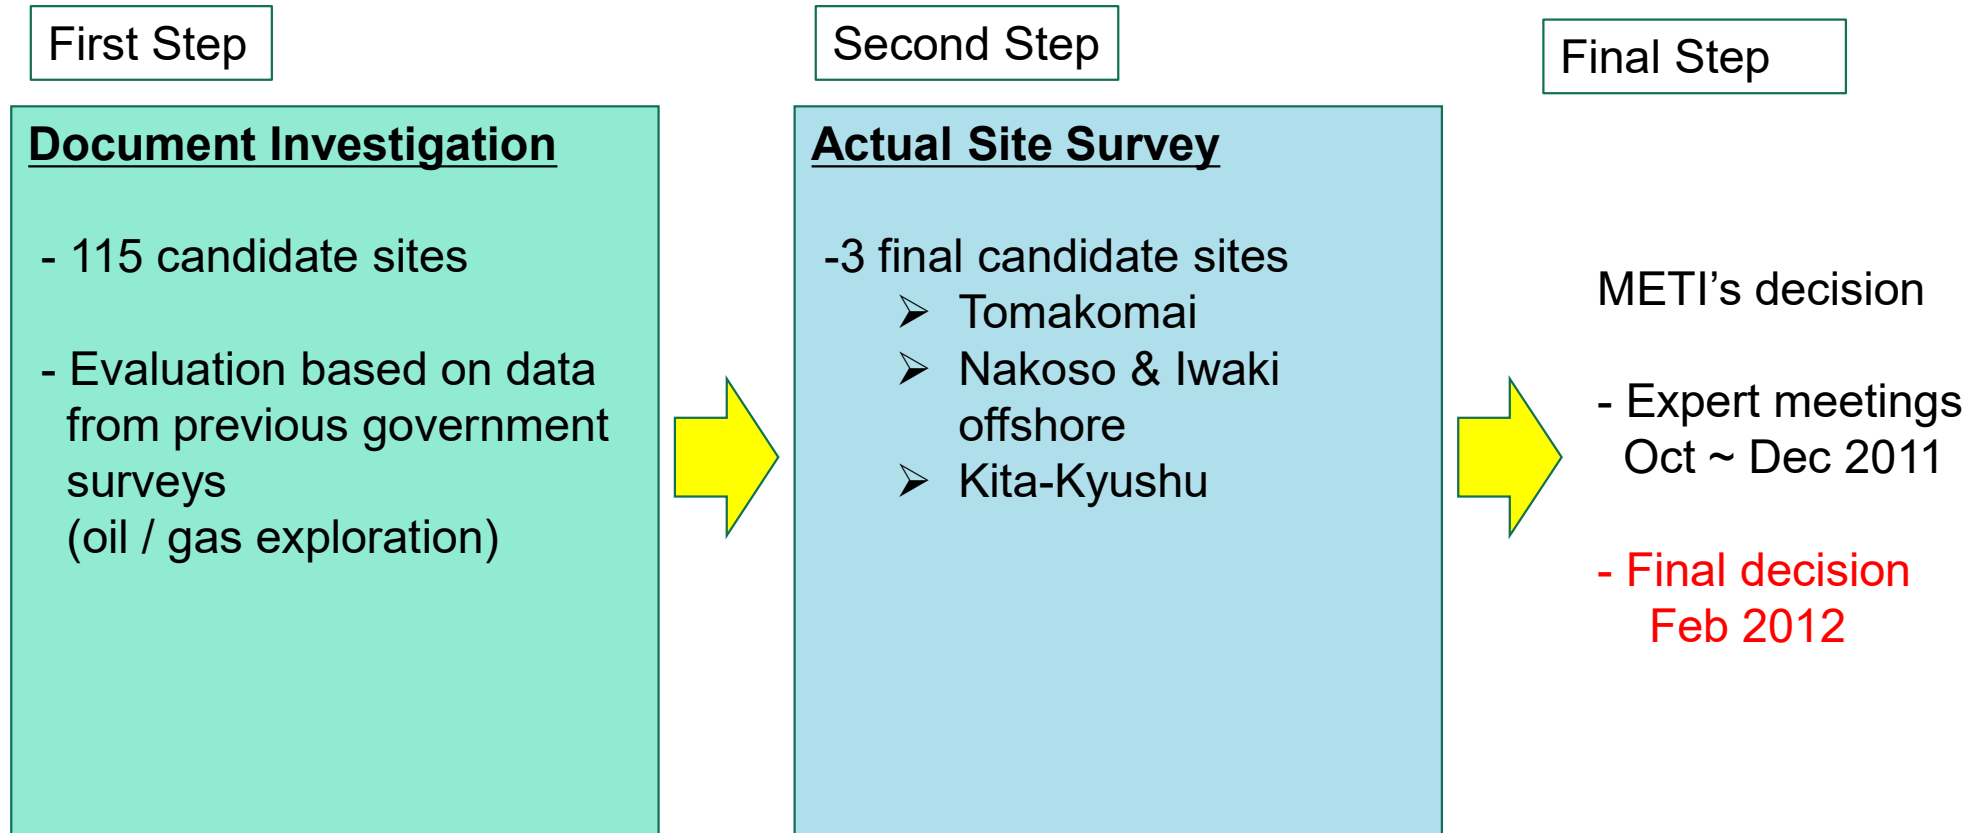 First Step
Document Investigation
- 115 candidate sites
- Evaluation based on data
from previous government
surveys
(oil / gas exploration)
Second Step
Actual Site Survey
-3 final candidate sites
➢ Tomakomai
➢ Nakoso & Iwaki
offshore
➢ Kita-Kyushu
Final Step
METI’s decision
- Expert meetings
Oct ~ Dec 2011
- Final decision
Feb 2012